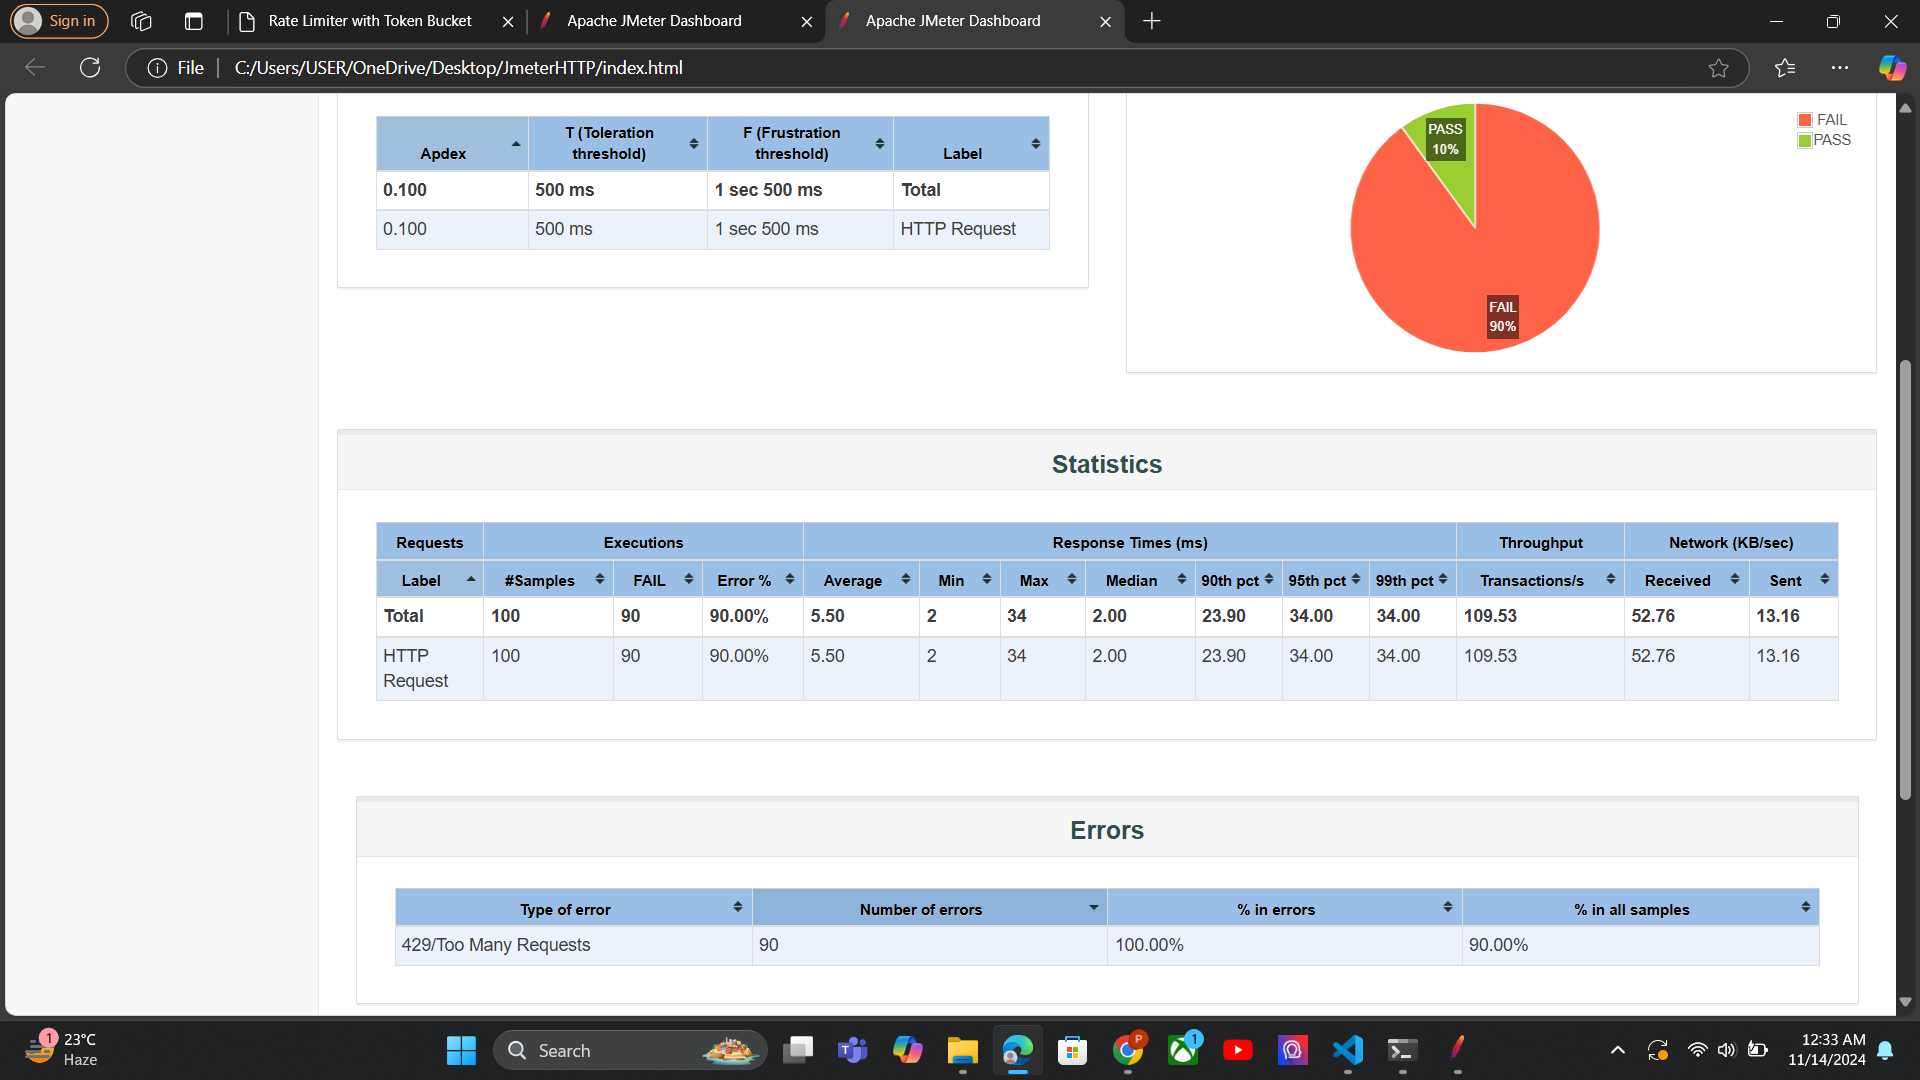 Sign in
Rate Limiter with Token Bucket
Apache JMeter Dashboard
Apache JMeter Dashboard
File
C:/Users/USER/OneDrive/Desktop/JmeterHTTP/index.html
Apdex
T (Toleration threshold)
F (Frustration threshold)
Label
0.100 500 ms 1 sec 500 ms Total
0.100 500 ms 1 sec 500 ms HTTP Request
PASS
10%
FAIL
90%
FAIL
PASS
Statistics
Requests Executions Response Times (ms) Throughput Network (KB/sec)
Label #Samples FAIL Error % Average Min Max Median 90th pct 95th pct 99th pct Transactions/s Received Sent
Total 100 90 90.00% 5.50 2 34 2.00 23.90 34.00 34.00 109.53 52.76 13.16
HTTP Request 100 90 90.00% 5.50 2 34 2.00 23.90 34.00 34.00 109.53 52.76 13.16
Errors
Type of error Number of errors % in errors % in all samples
429/Too Many Requests 90 100.00% 90.00%
1
23°C
Haze
Search
P
1
12:33 AM
11/14/2024